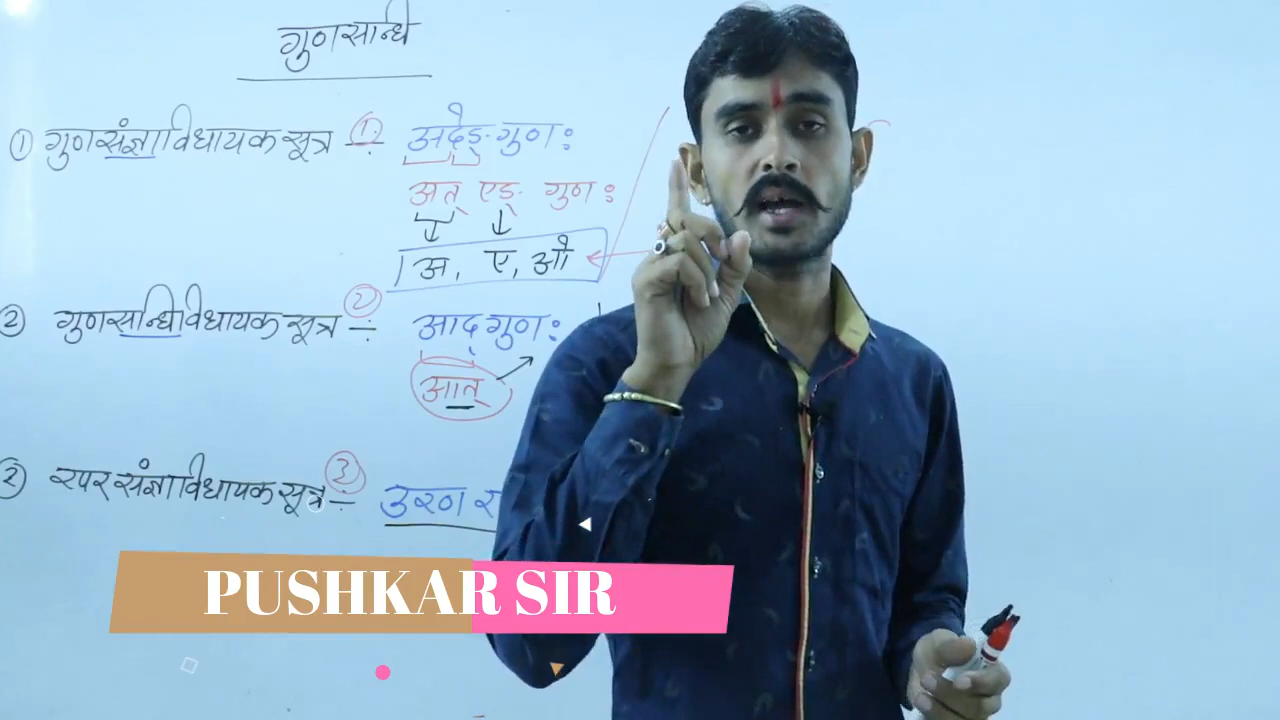 गुणसन्धि
① गुणसंज्ञाविधायक सूत्र ÷ ① अदेङ् गुणः
अत् एङ् गुणः
अ, ए, ओ
② गुणसन्धिविधायक सूत्र ÷ ② आद् गुणः
आत्
② रपर संज्ञाविधायक सूत्र ÷ ③ उरण र
PUSHKAR SIR